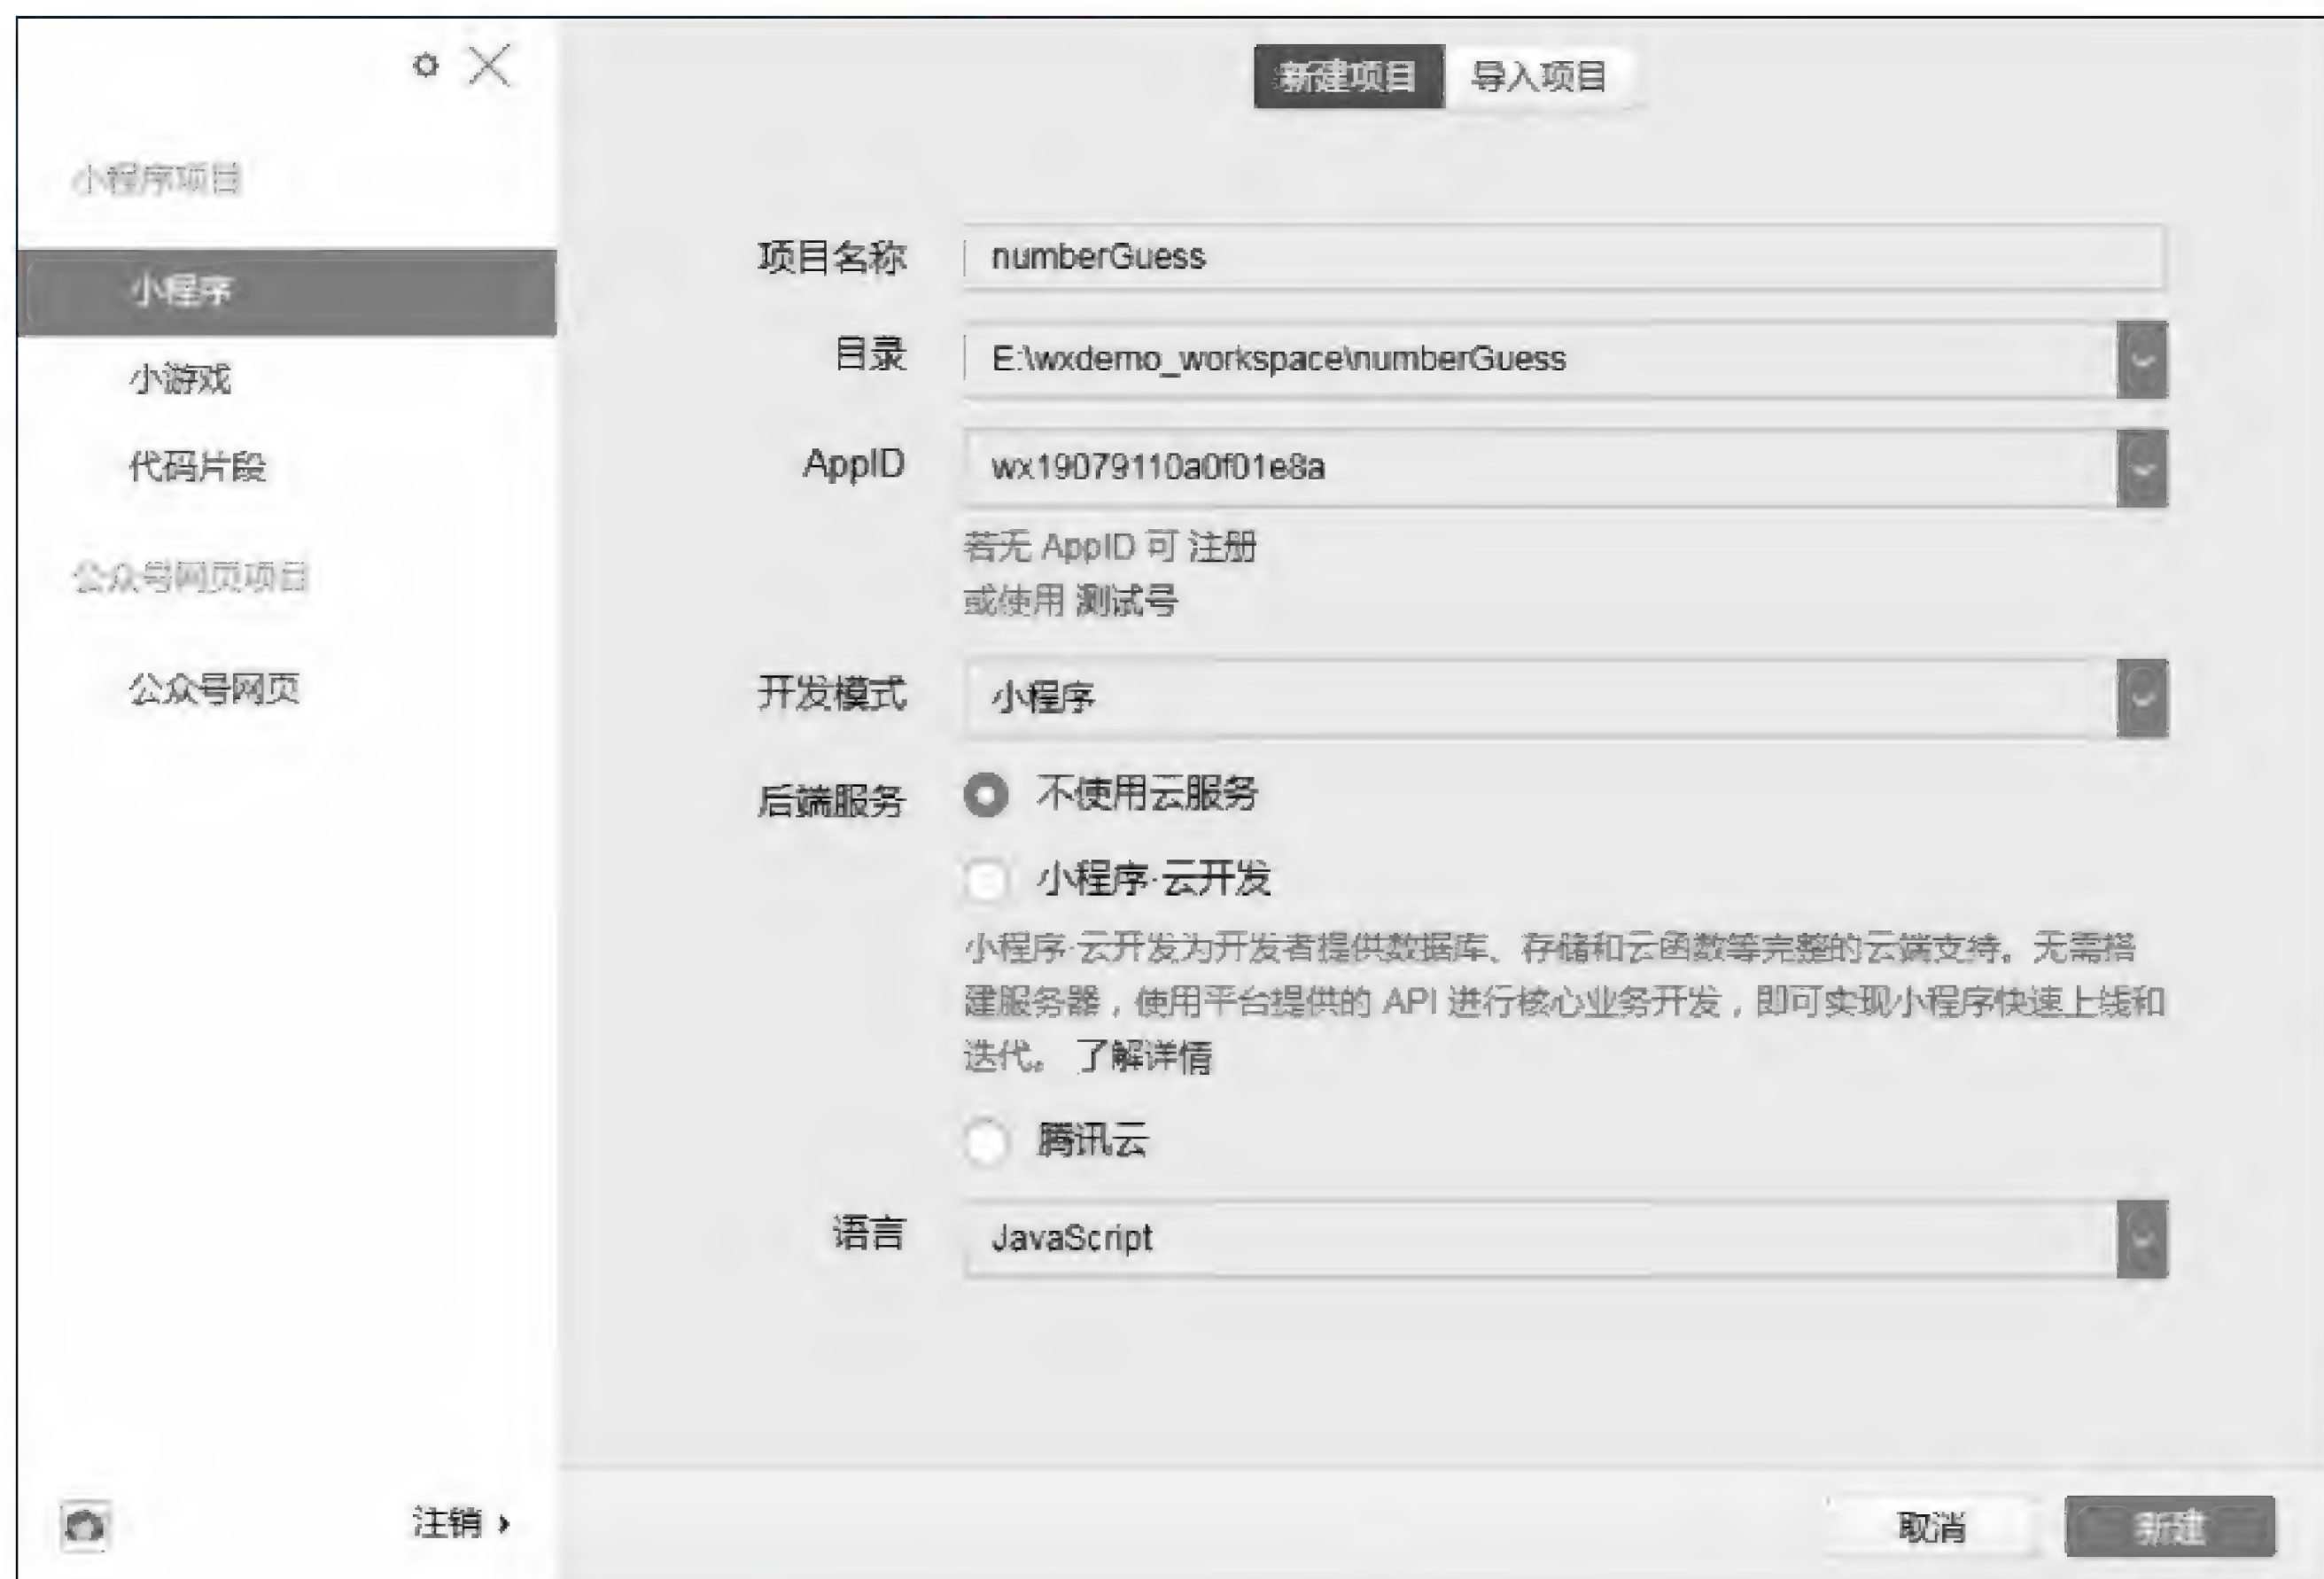 小程序项目
小程序
小游戏
代码片段
公众号网页项目
公众号网页
注销
新建项目 导入项目
项目名称 numberGuess
目录 E:\wxdemo_workspace\numberGuess
AppID wx19079110a0f01e8a
若无 AppID 可 注册
或使用 测试号
开发模式 小程序
后端服务 不使用云服务
小程序·云开发
小程序·云开发为开发者提供数据库、存储和云函数等完整的云端支持。无需搭
建服务器，使用平台提供的 API 进行核心业务开发，即可实现小程序快速上线和
迭代。 了解详情
腾讯云
语言 JavaScript
取消 新建